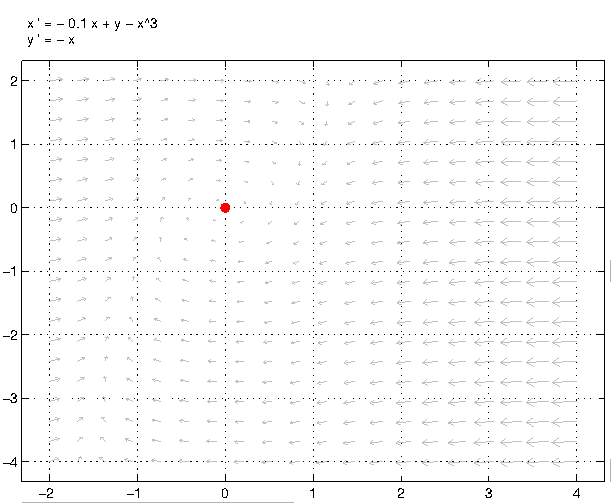 x ' = − 0.1 x + y − x^3
y ' = − x
2
1
0
−1
−2
−3
−4
−2 −1 0 1 2 3 4